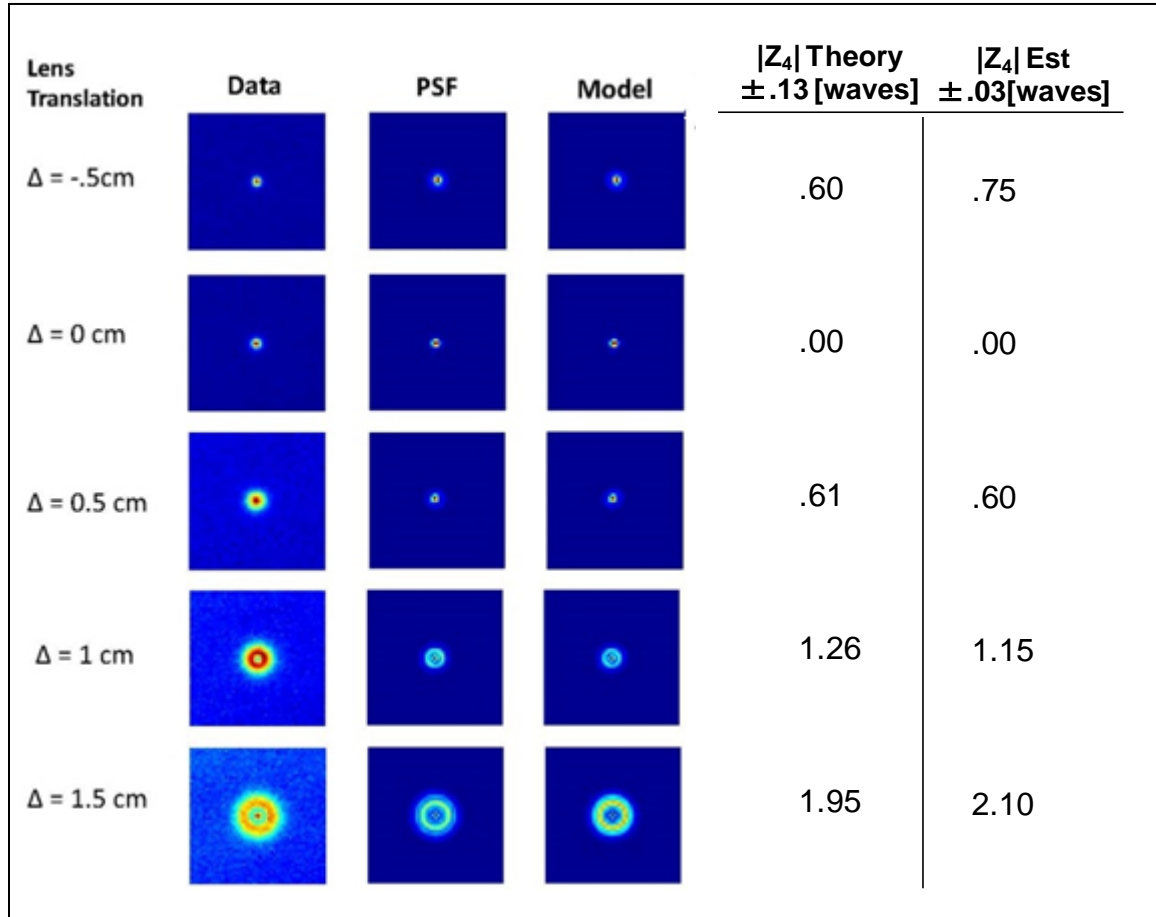 Lens
Translation
Data
PSF
Model
|Z₄| Theory
±.13 [waves]
|Z₄| Est
±.03[waves]
Δ = -.5cm
.60
.75
Δ = 0 cm
.00
.00
Δ = 0.5 cm
.61
.60
Δ = 1 cm
1.26
1.15
Δ = 1.5 cm
1.95
2.10